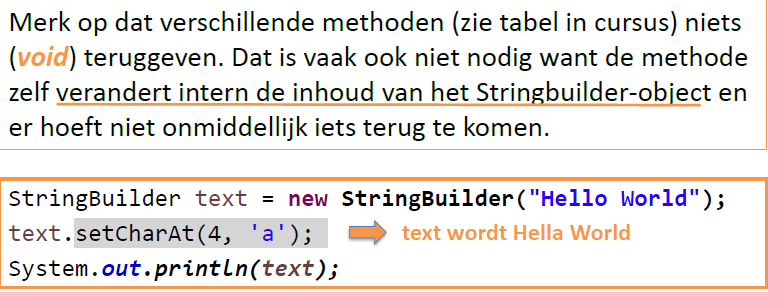 Merk op dat verschillende methoden (zie tabel in cursus) niets
(void) teruggeven. Dat is vaak ook niet nodig want de methode
zelf verandert intern de inhoud van het Stringbuilder-object en
er hoeft niet onmiddellijk iets terug te komen.
StringBuilder text = new StringBuilder("Hello World");
text.setCharAt(4, 'a'); text wordt Hella World
System.out.println(text);